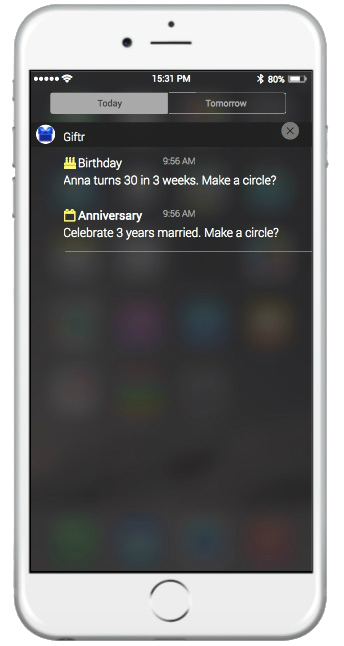 15:31 PM 80%
Today Tomorrow
Giftr
Birthday 9:56 AM
Anna turns 30 in 3 weeks. Make a circle?
Anniversary 9:56 AM
Celebrate 3 years married. Make a circle?